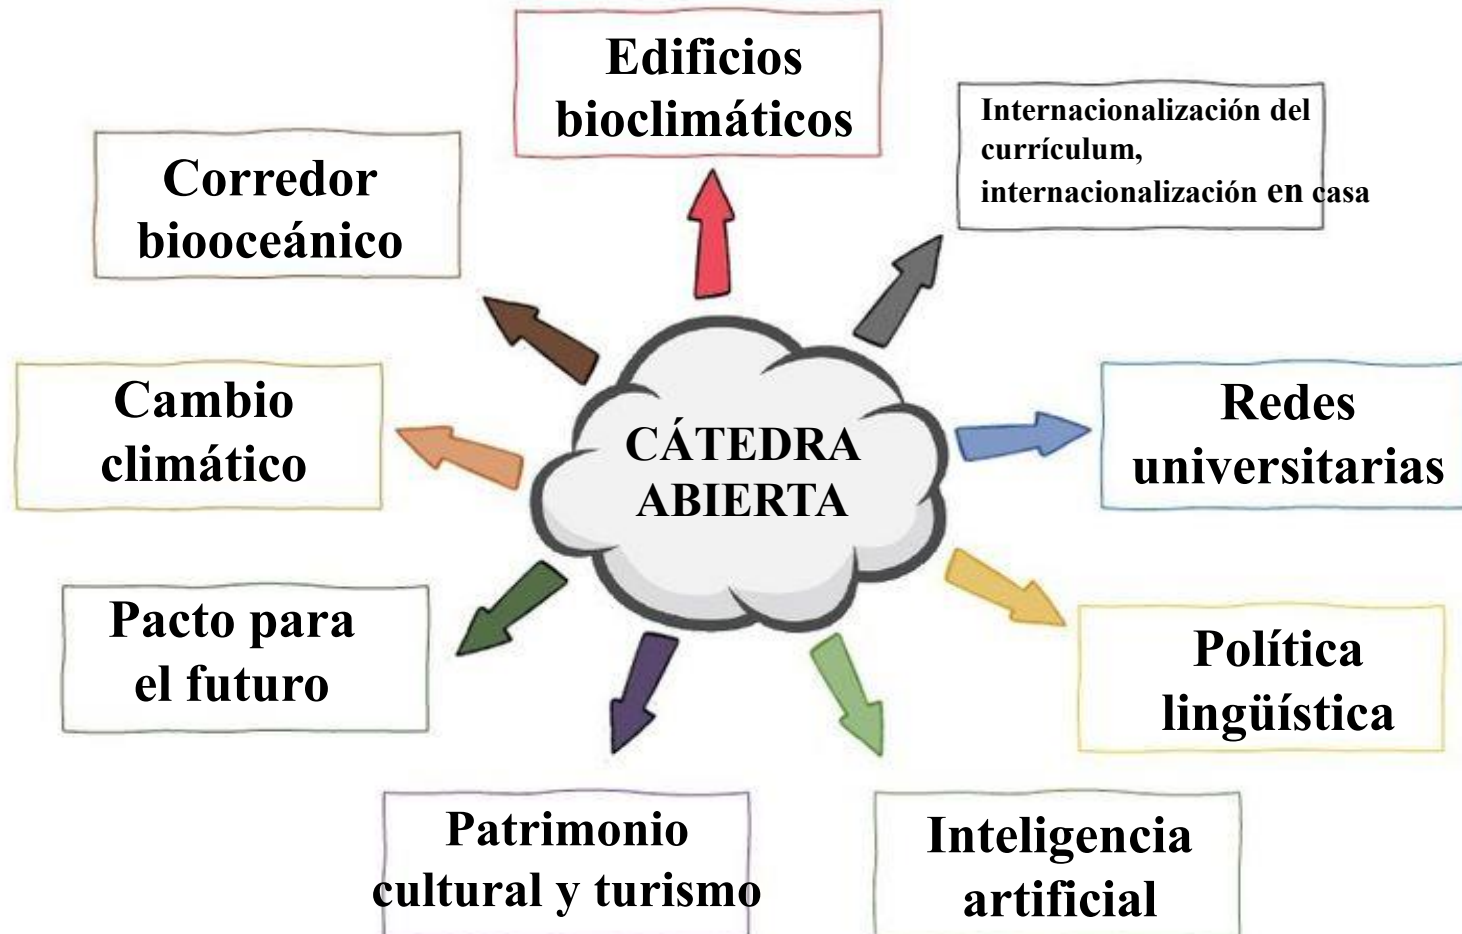 Edificios
bioclimáticos
Internacionalización del
currículum,
internacionalización en casa
Corredor
biooceánico
Cambio
climático
CÁTEDRA
ABIERTA
Redes
universitarias
Pacto para
el futuro
Política
lingüística
Patrimonio
cultural y turismo
Inteligencia
artificial